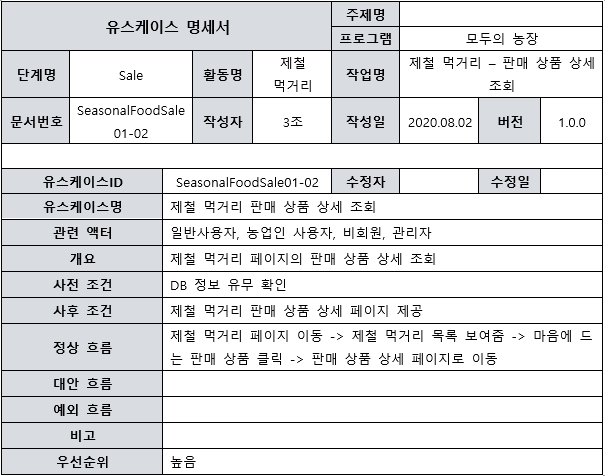 유스케이스 명세서
주제명
프로그램 모두의 농장
단계명 Sale 활동명 제철
먹거리 작업명 제철 먹거리 – 판매 상품 상세
조회
문서번호 SeasonalFoodSale
01-02 작성자 3조 작성일 2020.08.02 버전 1.0.0
유스케이스ID SeasonalFoodSale01-02 수정자 수정일
유스케이스명 제철 먹거리 판매 상품 상세 조회
관련 액터 일반사용자, 농업인 사용자, 비회원, 관리자
개요 제철 먹거리 페이지의 판매 상품 상세 조회
사전 조건 DB 정보 유무 확인
사후 조건 제철 먹거리 판매 상품 상세 페이지 제공
정상 흐름 제철 먹거리 페이지 이동 -> 제철 먹거리 목록 보여줌 -> 마음에 드
는 판매 상품 클릭 -> 판매 상품 상세 페이지로 이동
대안 흐름
예외 흐름
비고
우선순위 높음